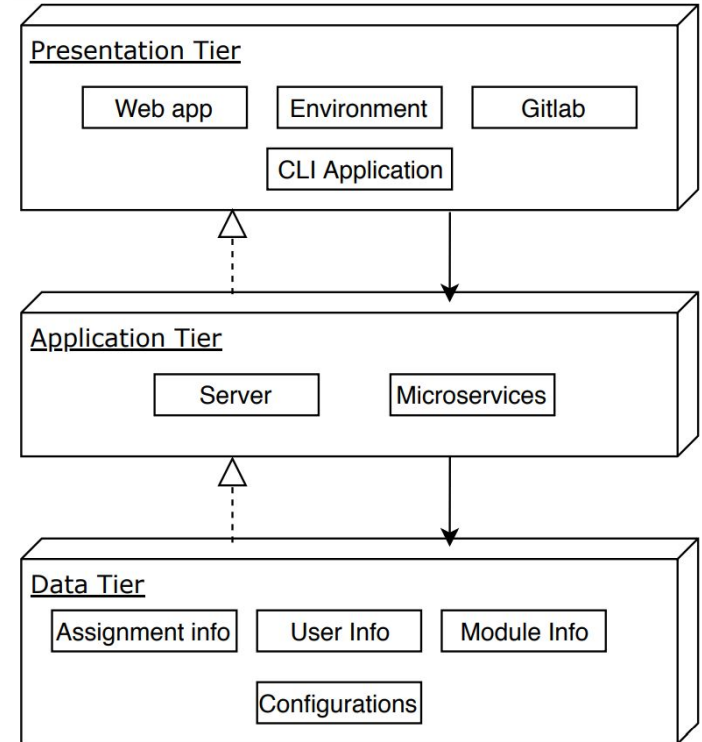 Presentation Tier
Web app
Environment
Gitlab
CLI Application
Application Tier
Server
Microservices
Data Tier
Assignment info
User Info
Module Info
Configurations